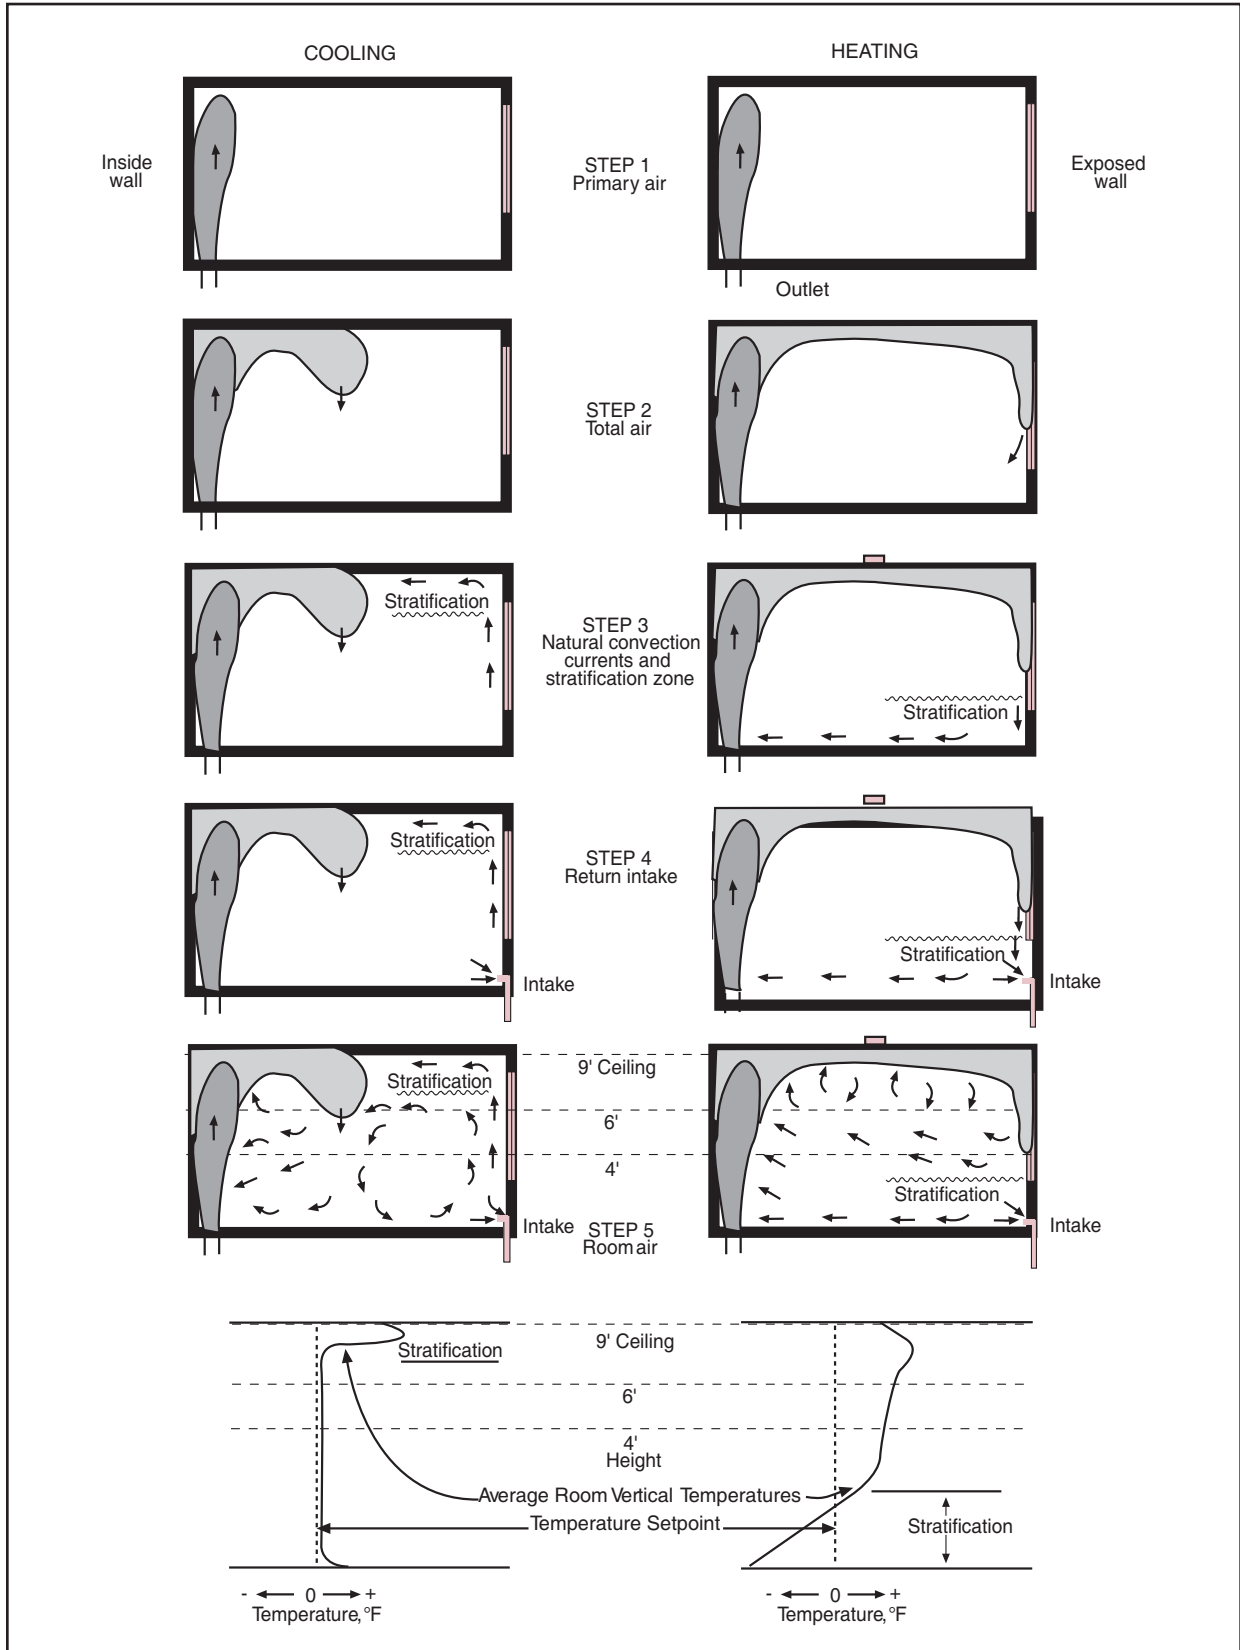 COOLING
HEATING
Inside
wall
STEP 1
Primary air
Exposed
wall
Outlet
STEP 2
Total air
Stratification
STEP 3
Natural convection
currents and
stratification zone
Stratification
Stratification
STEP 4
Return intake
Stratification
Intake
Intake
9' Ceiling
Stratification
6'
4'
Stratification
Intake
STEP 5
Room air
Intake
9' Ceiling
Stratification
6'
4'
Height
Average Room Vertical Temperatures
Temperature Setpoint
Stratification
- 0 +
Temperature, °F
- 0 +
Temperature, °F